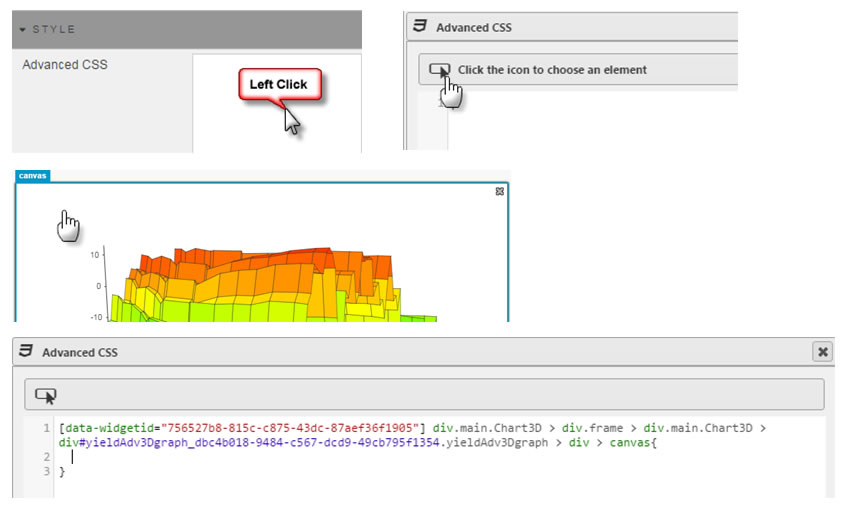 STYLE
Advanced CSS
Left Click
Advanced CSS
Click the icon to choose an element
1
canvas
10
0
-10
Advanced CSS
1 [data-widgetid="756527b8-815c-c875-43dc-87aef36f1905"] div.main.Chart3D > div.frame > div.main.Chart3D >
div#yieldAdv3Dgraph_dbc4b018-9484-c567-dcd9-49cb795f1354.yieldAdv3Dgraph > div > canvas{
2
3 }